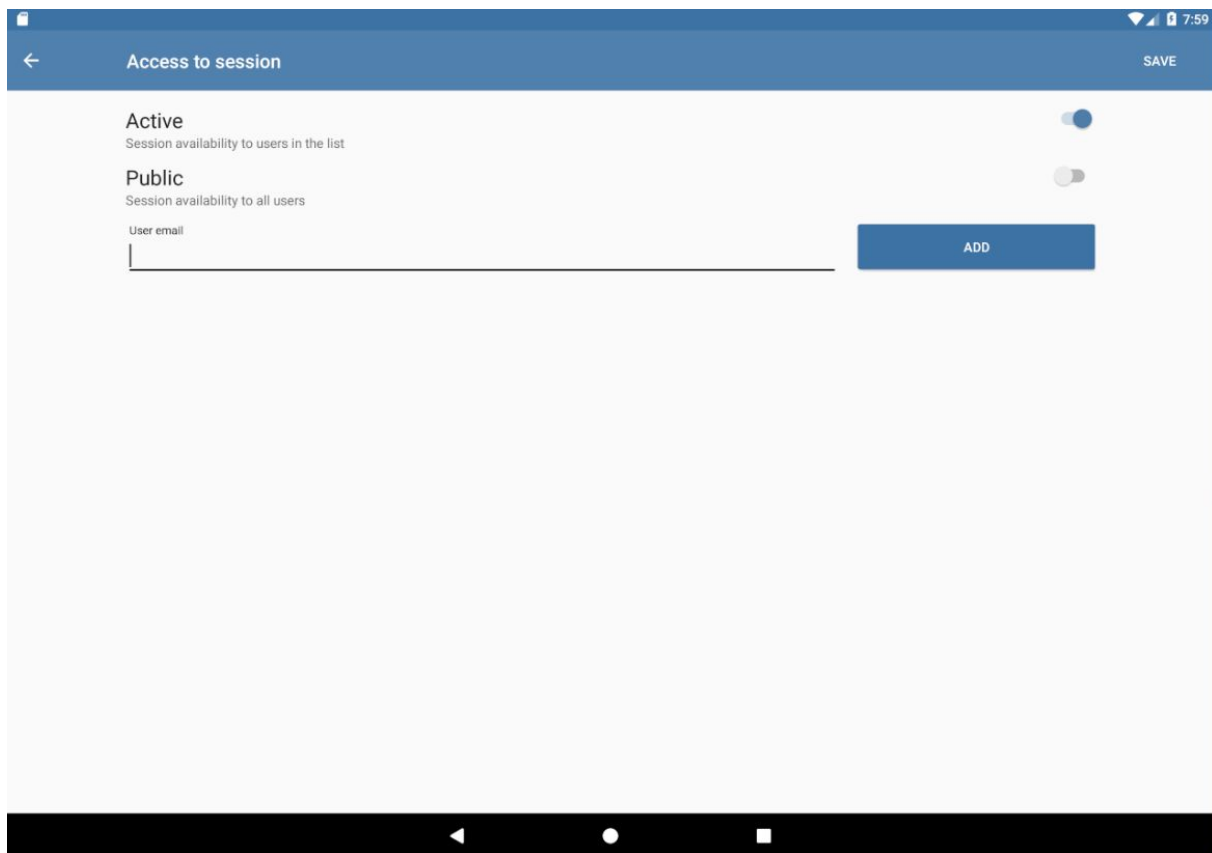 7:59
Access to session
SAVE
Active
Session availability to users in the list
Public
Session availability to all users
User email
ADD